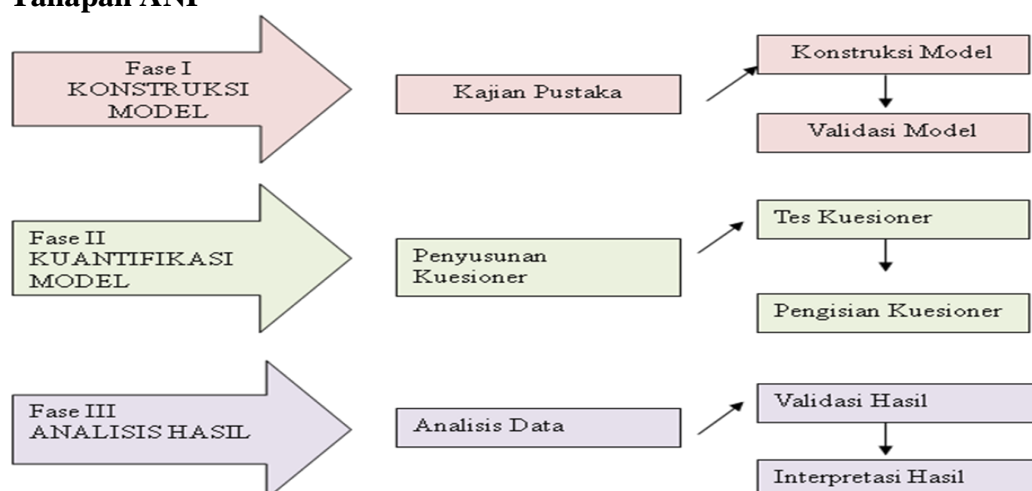 Tahapan ANP
Fase I
KONSTRUKSI
MODEL
Kajian Pustaka
Konstruksi Model
Validasi Model
Fase II
KUANTIFIKASI
MODEL
Penyusunan
Kuesioner
Tes Kuesioner
Pengisian Kuesioner
Fase III
ANALISIS HASIL
Analisis Data
Validasi Hasil
Interpretasi Hasil